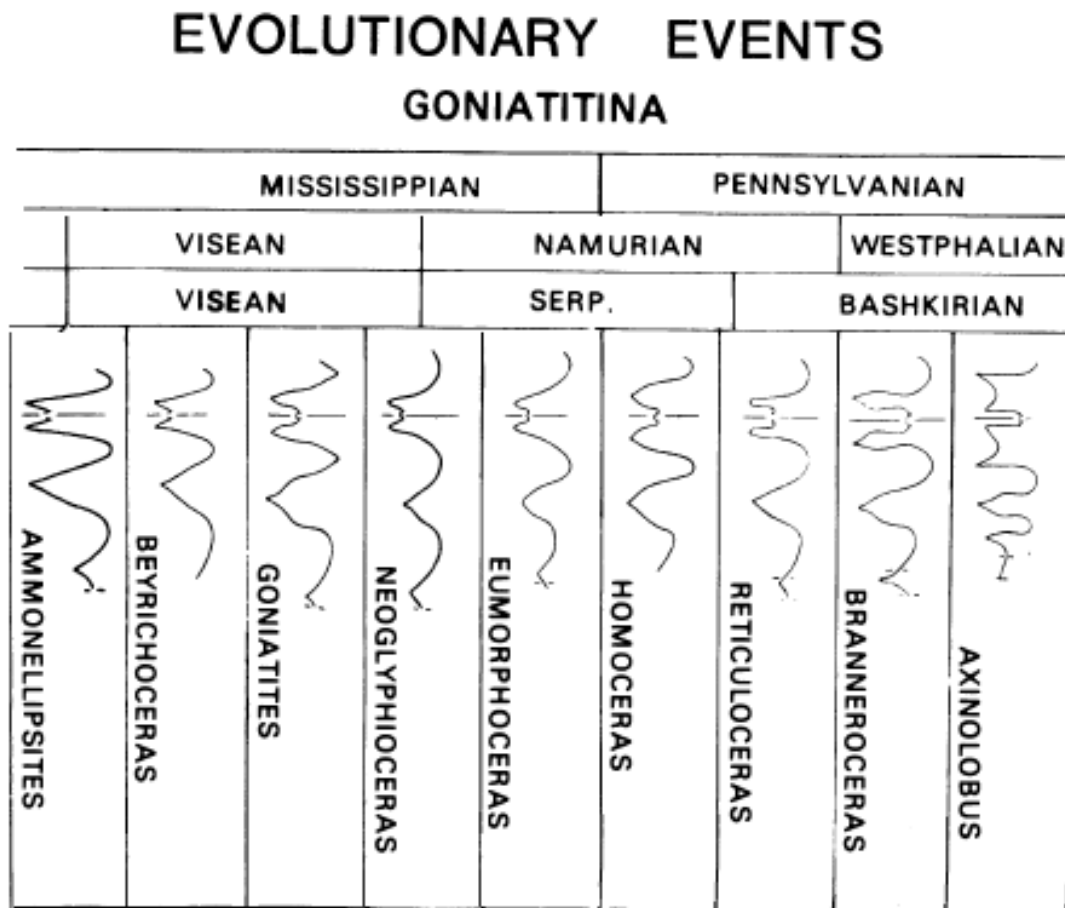 EVOLUTIONARY EVENTS
GONIATITINA
MISSISSIPPIAN PENNSYLVANIAN
VISEAN NAMURIAN WESTPHALIAN
VISEAN SERP. BASHKIRIAN
AMMONELLIPSITES
BEYRICHOCERAS
GONIATITES
NEOGLYPHIOCERAS
EUMORPHOCERAS
HOMOCERAS
RETICULOCERAS
BRANNEROCERAS
AXINOLOBUS